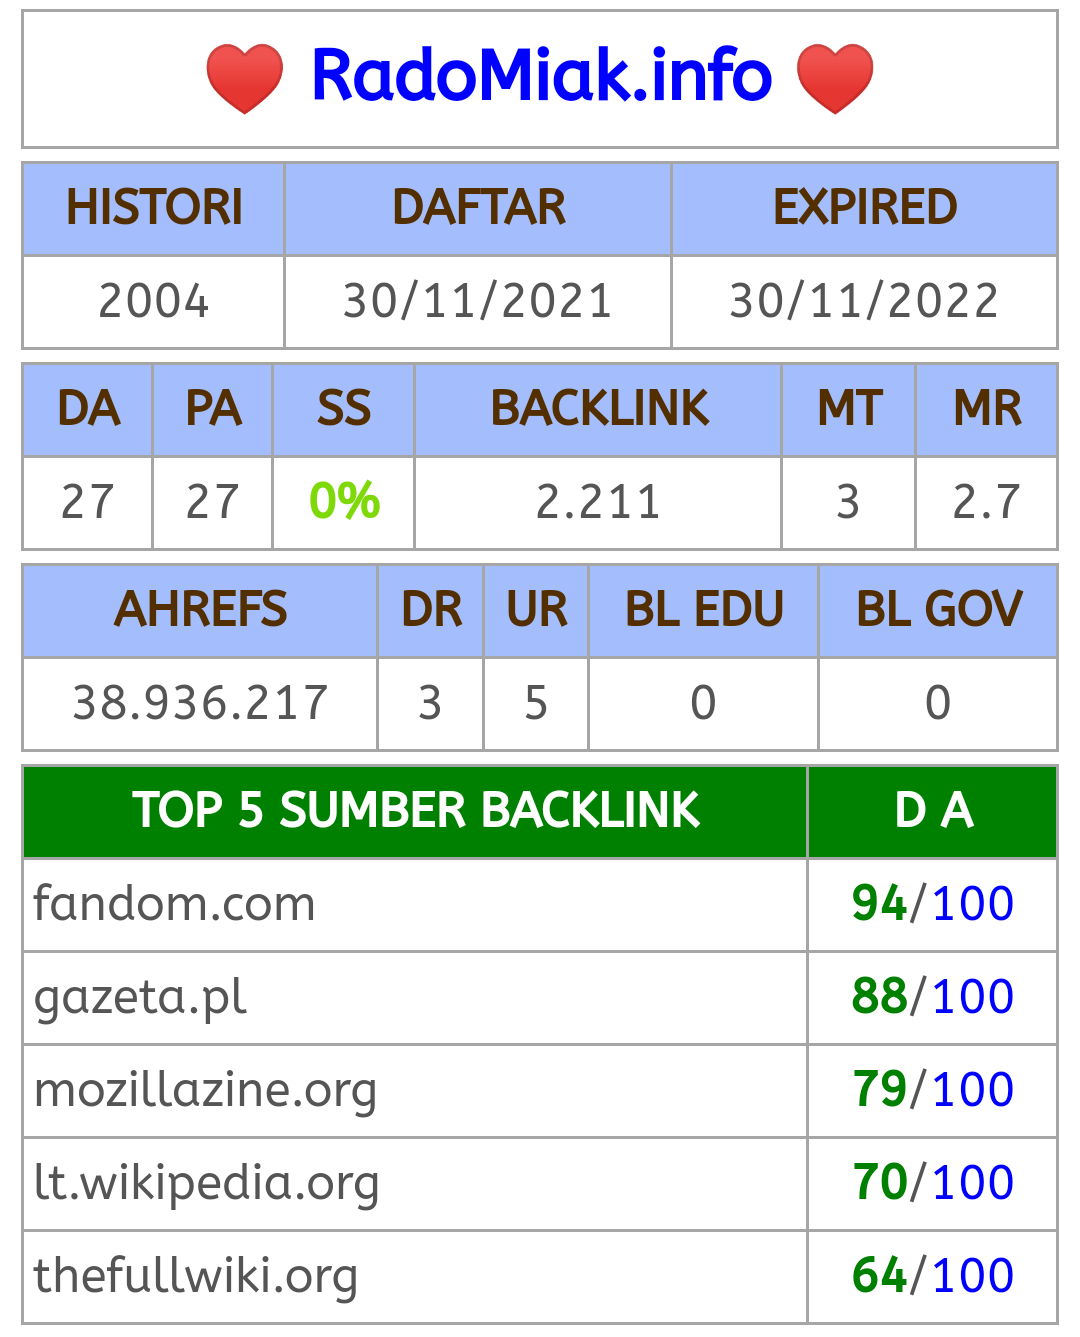 ❤️ RadoMiak.info ❤️
HISTORI DAFTAR EXPIRED
2004 30/11/2021 30/11/2022
DA PA SS BACKLINK MT MR
27 27 0% 2.211 3 2.7
AHREFS DR UR BL EDU BL GOV
38.936.217 3 5 0 0
TOP 5 SUMBER BACKLINK D A
fandom.com 94/100
gazeta.pl 88/100
mozillazine.org 79/100
lt.wikipedia.org 70/100
thefullwiki.org 64/100